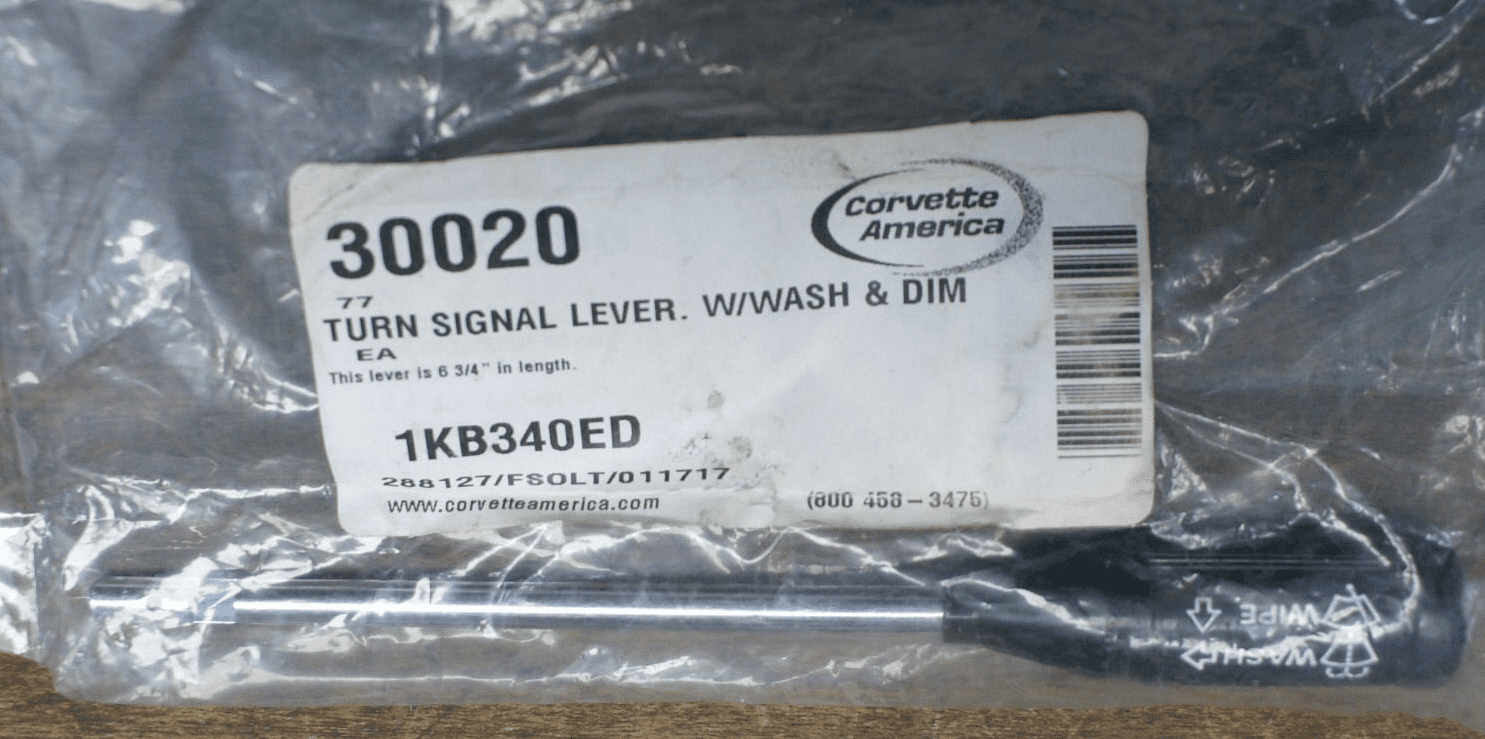 30020
Corvette
America
77
TURN SIGNAL LEVER. W/WASH & DIM
EA
This lever is 6 3/4" in length.
1KB340ED
288127/FSOLT/011717
www.corvetteamerica.com
(800 458-3475)
WIPE
WASH